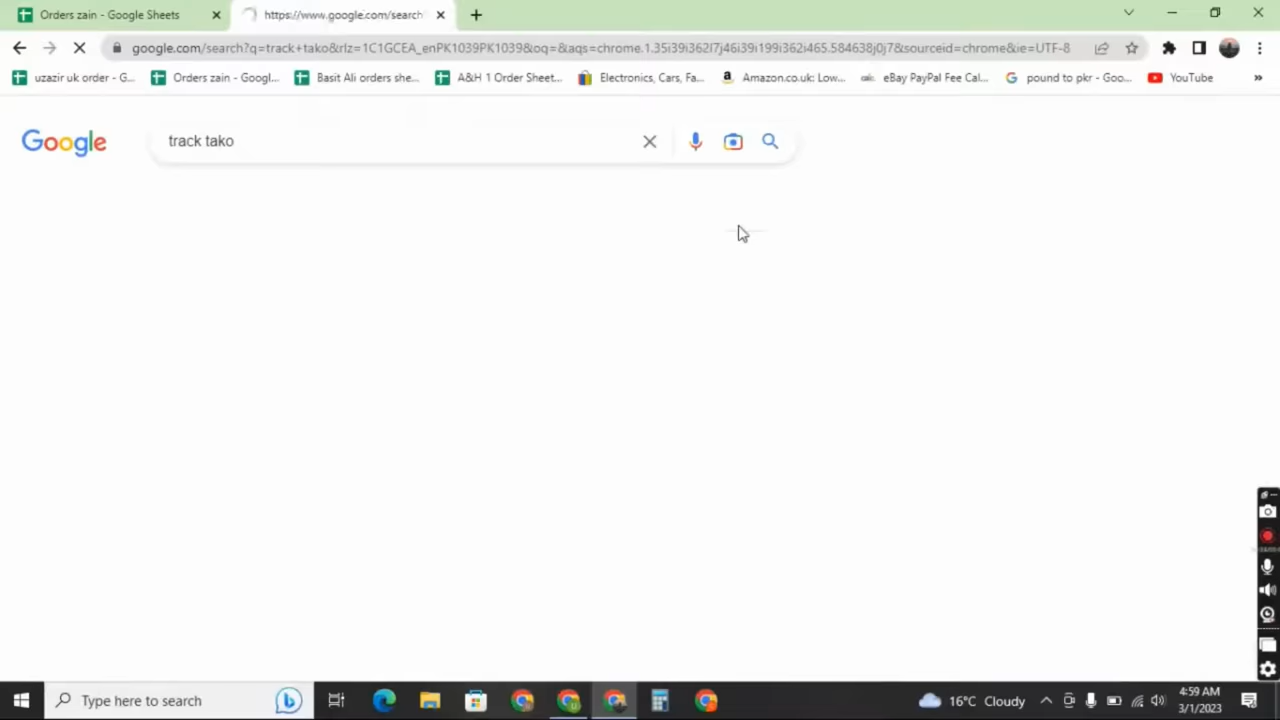 Orders zain - Google Sheets
https://www.google.com/search
google.com/search?q=track+tako&rlz=1C1GCEA_enPK1039PK1039&oq=&aqs=chrome.1.35i39i362l7j46i39i199i362i465.584638j0j7&sourceid=chrome&ie=UTF-8
uzazir uk order - G...
Orders zain - Googl...
Basit Ali orders she...
A&H 1 Order Sheet...
Electronics, Cars, Fa...
Amazon.co.uk: Low...
eBay PayPal Fee Cal...
pound to pkr - Goo...
YouTube
Google
track tako
Type here to search
16°C Cloudy
4:59 AM
3/1/2023